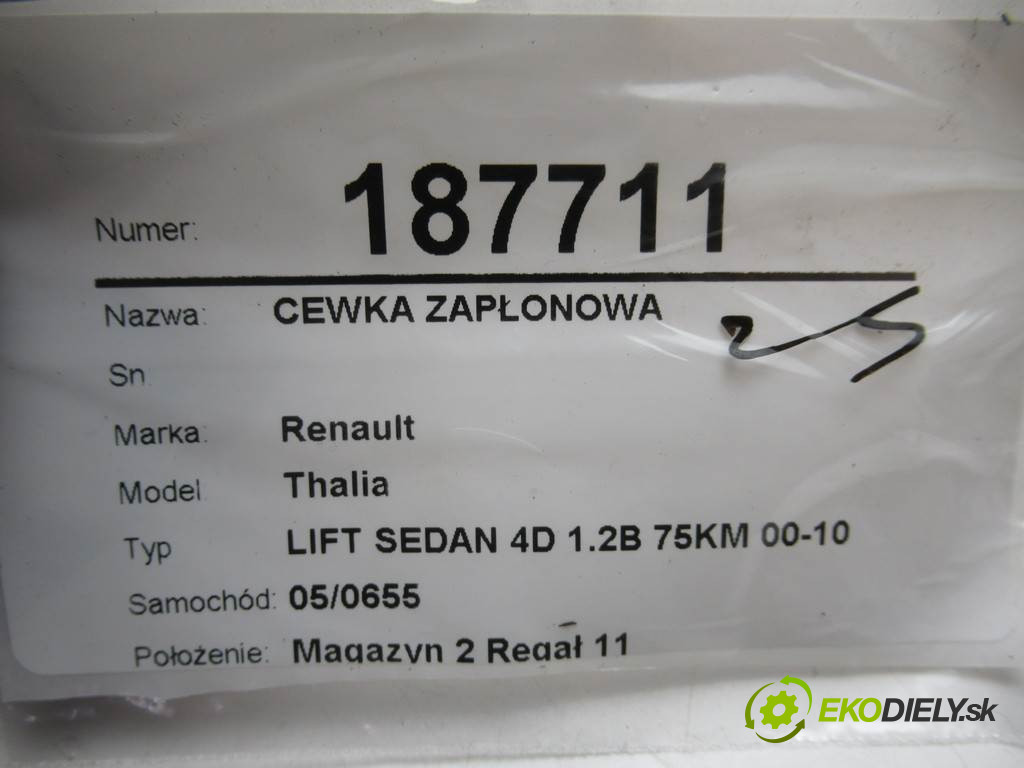 Numer: 187711
Nazwa: CEWKA ZAPŁONOWA
25
Sn
Marka: Renault
Model Thalia
Typ LIFT SEDAN 4D 1.2B 75KM 00-10
Samochód: 05/0655
Położenie: Magazyn 2 Regał 11
EKODIELY.sk